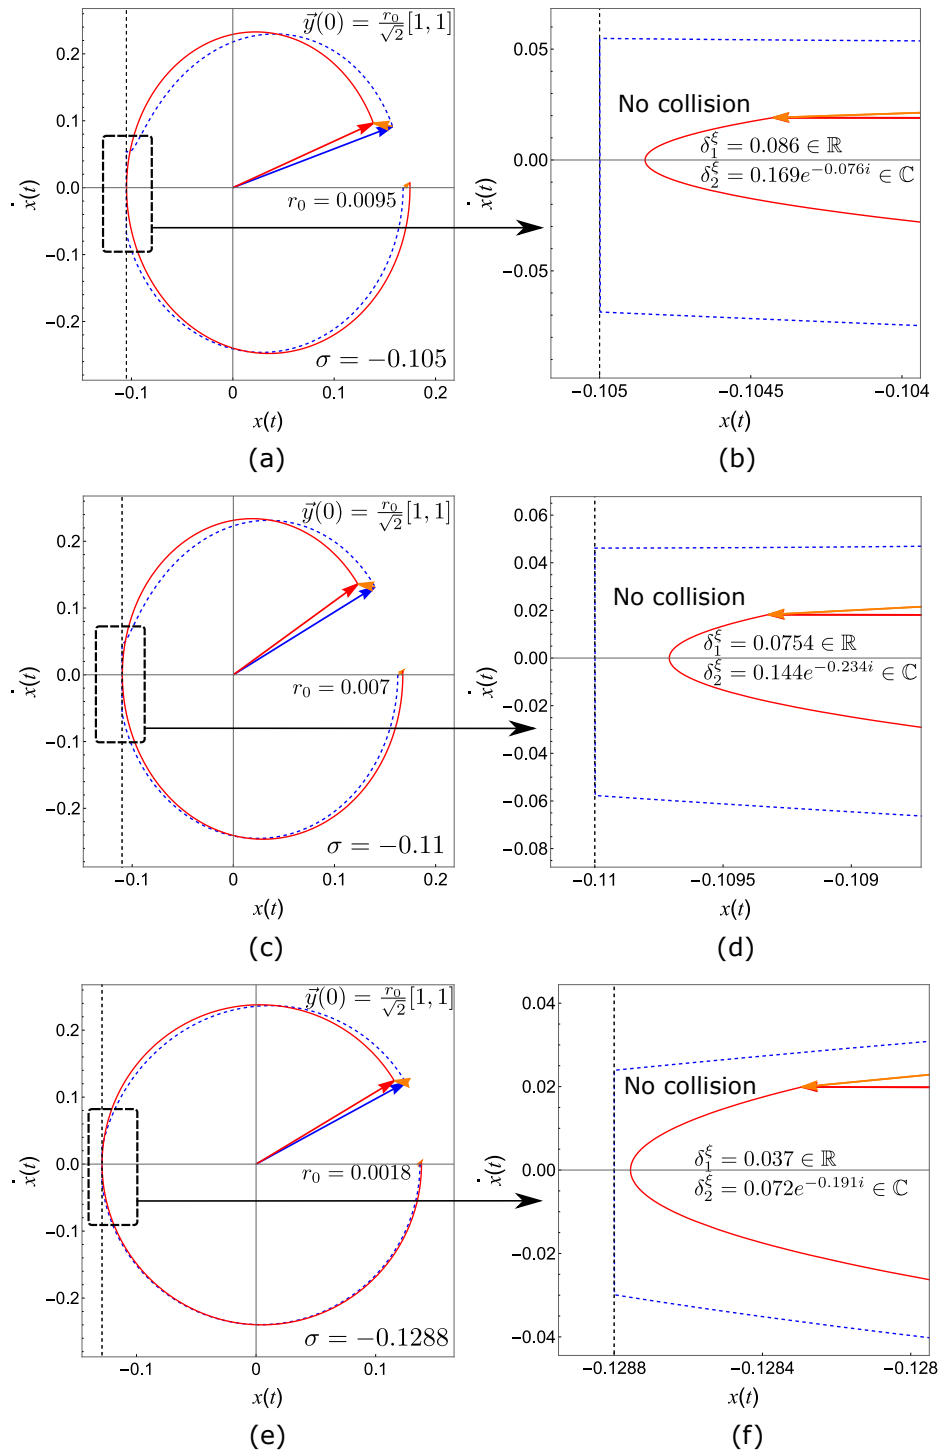 0.2
0.1
0.0
−0.1
−0.2
ẋ(t)
y⃗(0) = r₀/√2 [1, 1]
r₀ = 0.0095
σ = −0.105
−0.1
0
0.1
0.2
x(t)
(a)
0.05
0.00
−0.05
ẋ(t)
No collision
δ₁^ξ = 0.086 ∈ ℝ
δ₂^ξ = 0.169e^{−0.076i} ∈ ℂ
−0.105
−0.1045
−0.104
x(t)
(b)
0.2
0.1
0.0
−0.1
−0.2
ẋ(t)
y⃗(0) = r₀/√2 [1, 1]
r₀ = 0.007
σ = −0.11
−0.1
0
0.1
0.2
x(t)
(c)
0.06
0.04
0.02
0.00
−0.02
−0.04
−0.06
−0.08
ẋ(t)
No collision
δ₁^ξ = 0.0754 ∈ ℝ
δ₂^ξ = 0.144e^{−0.234i} ∈ ℂ
−0.11
−0.1095
−0.109
x(t)
(d)
0.2
0.1
0.0
−0.1
−0.2
ẋ(t)
y⃗(0) = r₀/√2 [1, 1]
r₀ = 0.0018
σ = −0.1288
−0.1
0
0.1
x(t)
(e)
0.04
0.02
0.00
−0.02
−0.04
ẋ(t)
No collision
δ₁^ξ = 0.037 ∈ ℝ
δ₂^ξ = 0.072e^{−0.191i} ∈ ℂ
−0.1288
−0.1284
−0.128
x(t)
(f)